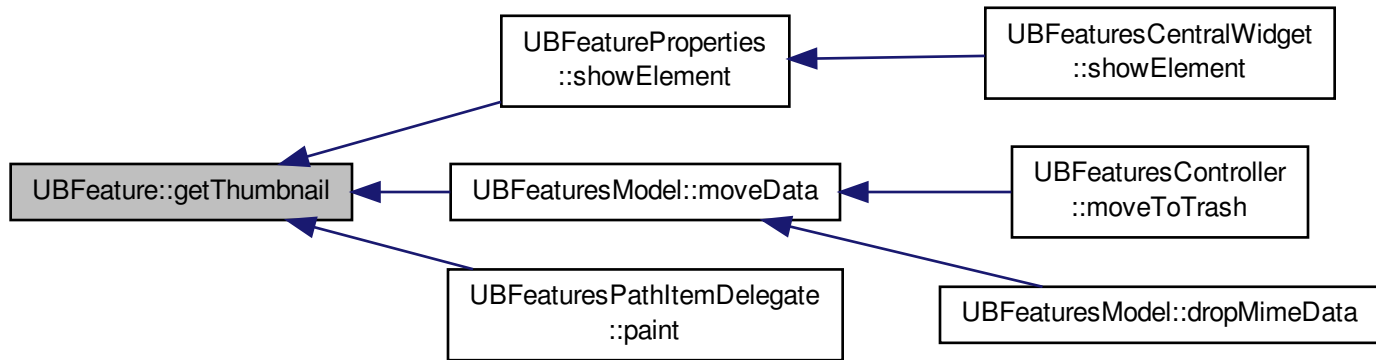 UBFeature::getThumbnail
UBFeatureProperties
::showElement
UBFeaturesCentralWidget
::showElement
UBFeaturesModel::moveData
UBFeaturesController
::moveToTrash
UBFeaturesModel::dropMimeData
UBFeaturesPathItemDelegate
::paint